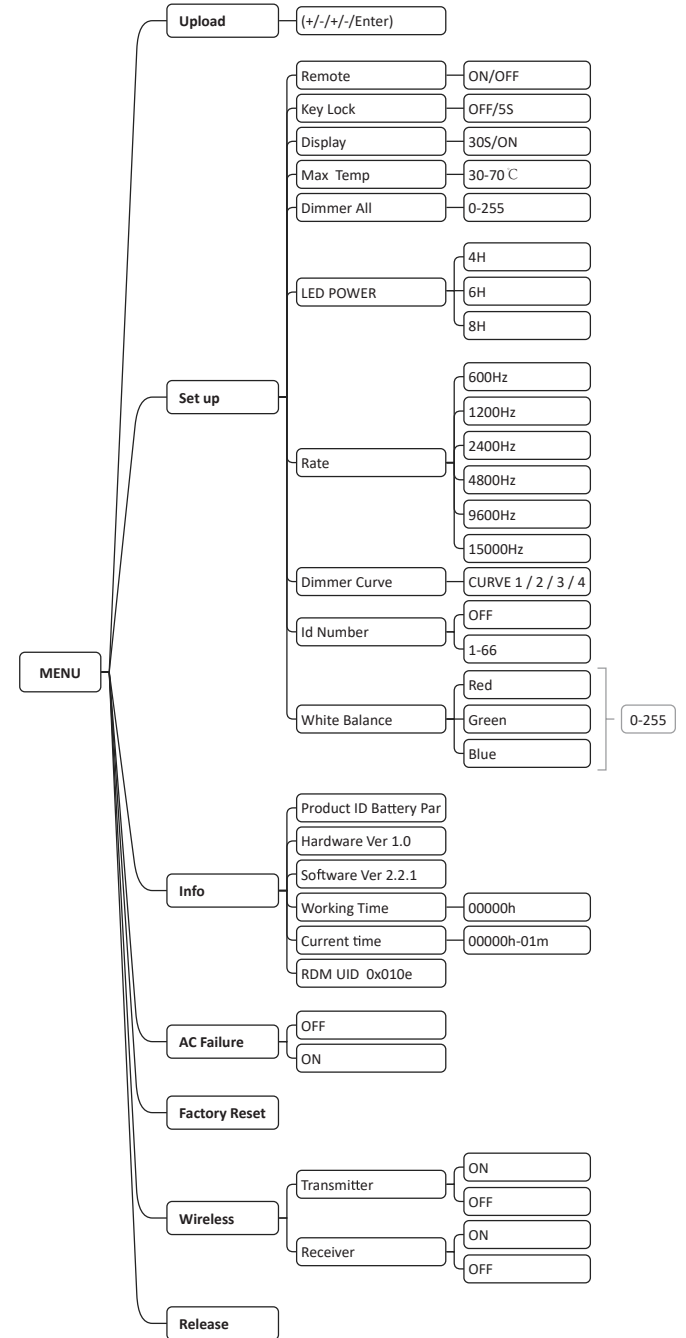 Upload
(+/-/+/-/Enter)
Remote
ON/OFF
Key Lock
OFF/5S
Display
30S/ON
Max Temp
30-70℃
Dimmer All
0-255
LED POWER
4H
6H
8H
Set up
Rate
600Hz
1200Hz
2400Hz
4800Hz
9600Hz
15000Hz
Dimmer Curve
CURVE 1 / 2 / 3 / 4
Id Number
OFF
1-66
MENU
White Balance
Red
Green
Blue
0-255
Info
Product ID Battery Par
Hardware Ver 1.0
Software Ver 2.2.1
Working Time
00000h
Current time
00000h-01m
RDM UID 0x010e
AC Failure
OFF
ON
Factory Reset
Wireless
Transmitter
ON
OFF
Receiver
ON
OFF
Release